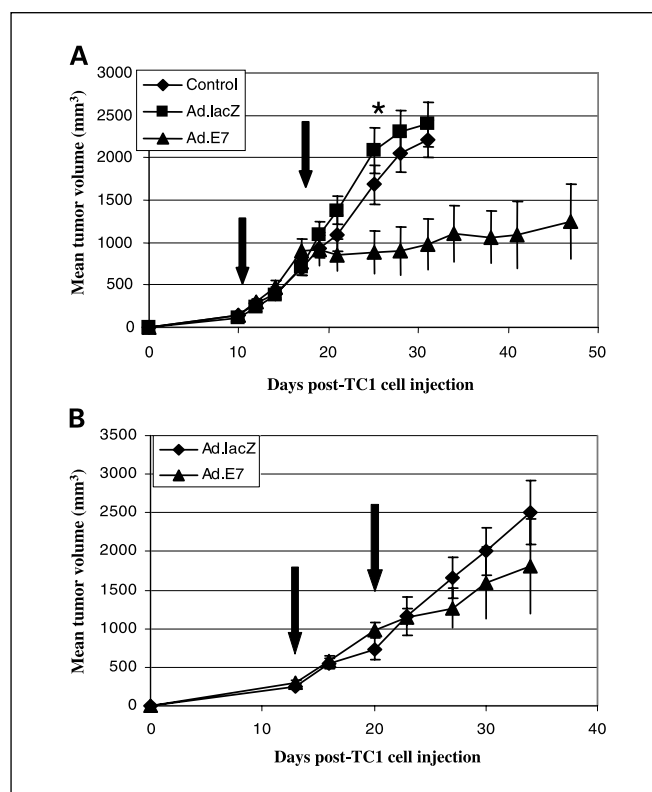 A
3000
2500
2000
1500
1000
500
0
Mean tumor volume (mm³)
Control
Ad.lacZ
Ad.E7
*
0 10 20 30 40 50
Days post-TC1 cell injection
B
3500
3000
2500
2000
1500
1000
500
0
Mean tumor volume (mm³)
Ad.lacZ
Ad.E7
0 10 20 30 40
Days post-TC1 cell injection